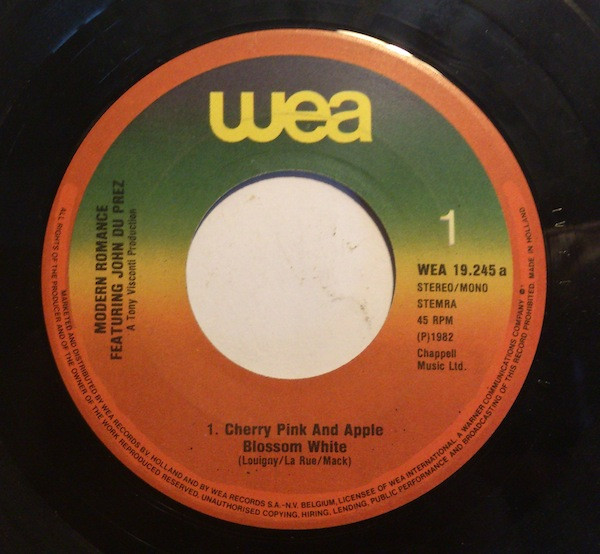 wea
MODERN ROMANCE
FEATURING JOHN DU PREZ
A Tony Visconti Production
1
WEA 19.245 a
STEREO/MONO
STEMRA
45 RPM
(P)1982
Chappell
Music Ltd.
1. Cherry Pink And Apple
Blossom White
(Louigny/La Rue/Mack)
MARKETED AND DISTRIBUTED BY WEA RECORDS BV. HOLLAND AND BY WEA RECORDS S.A.-N.V. BELGIUM, LICENSEE OF WEA INTERNATIONAL. A WARNER COMMUNICATIONS COMPANY
ALL RIGHTS OF THE PRODUCER AND OF THE OWNER OF THE WORK REPRODUCED RESERVED. UNAUTHORISED COPYING, HIRING, LENDING, PUBLIC PERFORMANCE AND BROADCASTING OF THIS RECORD PROHIBITED. MADE IN HOLLAND